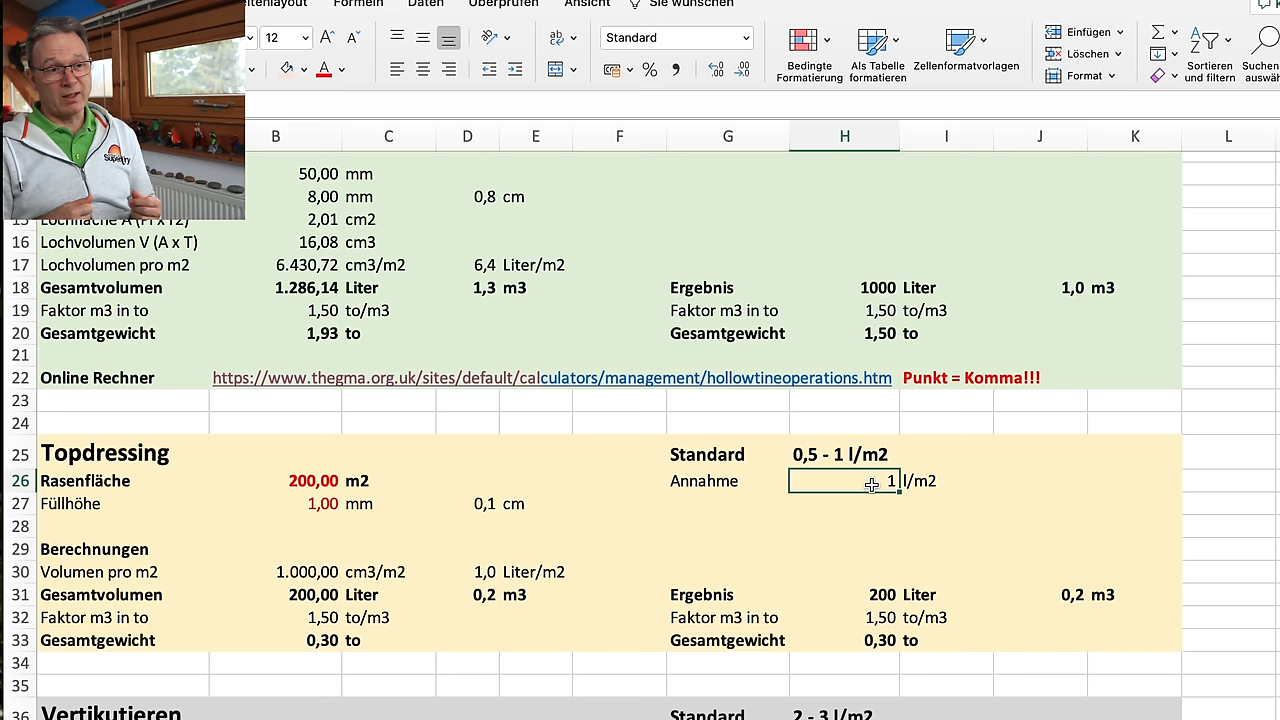 Seitenlayout Formeln Daten Überprüfen Ansicht Sie wünschen
12 A A Standard
Bedingte Formatierung
Als Tabelle formatieren
Zellenformatvorlagen
Einfügen
Löschen
Format
Sortieren und filtern
B C D E F G H I J K L
50,00 mm
8,00 mm 0,8 cm
2,01 cm2
16 Lochvolumen V (A x T) 16,08 cm3
17 Lochvolumen pro m2 6.430,72 cm3/m2 6,4 Liter/m2
18 Gesamtvolumen 1.286,14 Liter 1,3 m3 Ergebnis 1000 Liter 1,0 m3
19 Faktor m3 in to 1,50 to/m3 Faktor m3 in to 1,50 to/m3
20 Gesamtgewicht 1,93 to Gesamtgewicht 1,50 to
21
22 Online Rechner https://www.thegma.org.uk/sites/default/calculators/management/hollowtineoperations.htm Punkt = Komma!!!
23
24
25 Topdressing Standard 0,5 - 1 l/m2
26 Rasenfläche 200,00 m2 Annahme 1 l/m2
27 Füllhöhe 1,00 mm 0,1 cm
28
29 Berechnungen
30 Volumen pro m2 1.000,00 cm3/m2 1,0 Liter/m2
31 Gesamtvolumen 200,00 Liter 0,2 m3 Ergebnis 200 Liter 0,2 m3
32 Faktor m3 in to 1,50 to/m3 Faktor m3 in to 1,50 to/m3
33 Gesamtgewicht 0,30 to Gesamtgewicht 0,30 to
34
35
36 Vertikutieren Standard 2 - 3 l/m2
Superdry